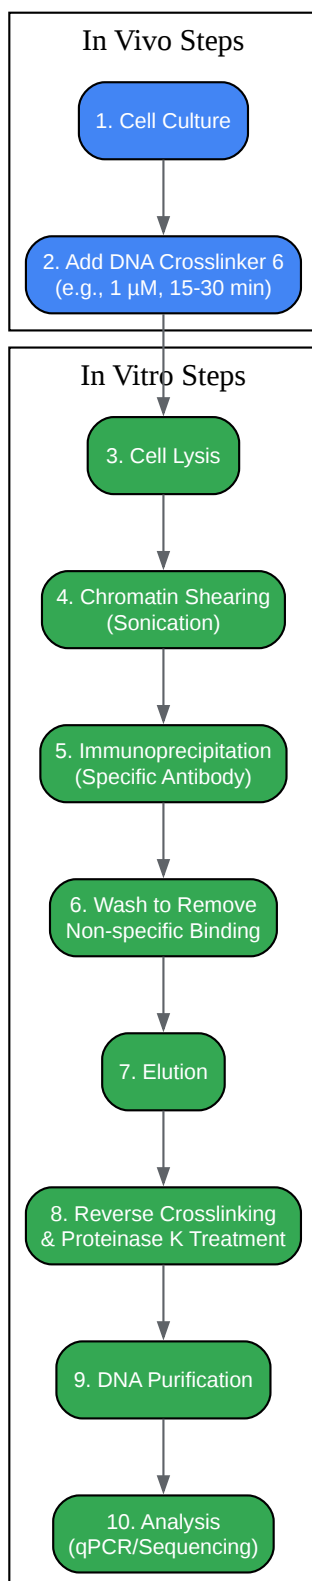 In Vivo Steps
1. Cell Culture
2. Add DNA Crosslinker 6
(e.g., 1 µM, 15-30 min)
In Vitro Steps
3. Cell Lysis
4. Chromatin Shearing
(Sonication)
5. Immunoprecipitation
(Specific Antibody)
6. Wash to Remove
Non-specific Binding
7. Elution
8. Reverse Crosslinking
& Proteinase K Treatment
9. DNA Purification
10. Analysis
(qPCR/Sequencing)